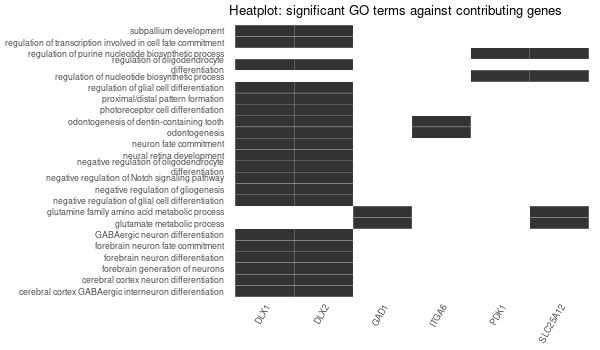 Heatplot: significant GO terms against contributing genes
subpallium development
regulation of transcription involved in cell fate commitment
regulation of purine nucleotide biosynthetic process
regulation of oligodendrocyte
differentiation
regulation of nucleotide biosynthetic process
regulation of glial cell differentiation
proximal/distal pattern formation
photoreceptor cell differentiation
odontogenesis of dentin-containing tooth
odontogenesis
neuron fate commitment
neural retina development
negative regulation of oligodendrocyte
differentiation
negative regulation of Notch signaling pathway
negative regulation of gliogenesis
negative regulation of glial cell differentiation
glutamine family amino acid metabolic process
glutamate metabolic process
GABAergic neuron differentiation
forebrain neuron fate commitment
forebrain neuron differentiation
forebrain generation of neurons
cerebral cortex neuron differentiation
cerebral cortex GABAergic interneuron differentiation
DLX1
DLX2
GAD1
ITGA6
PDK1
SLC25A12